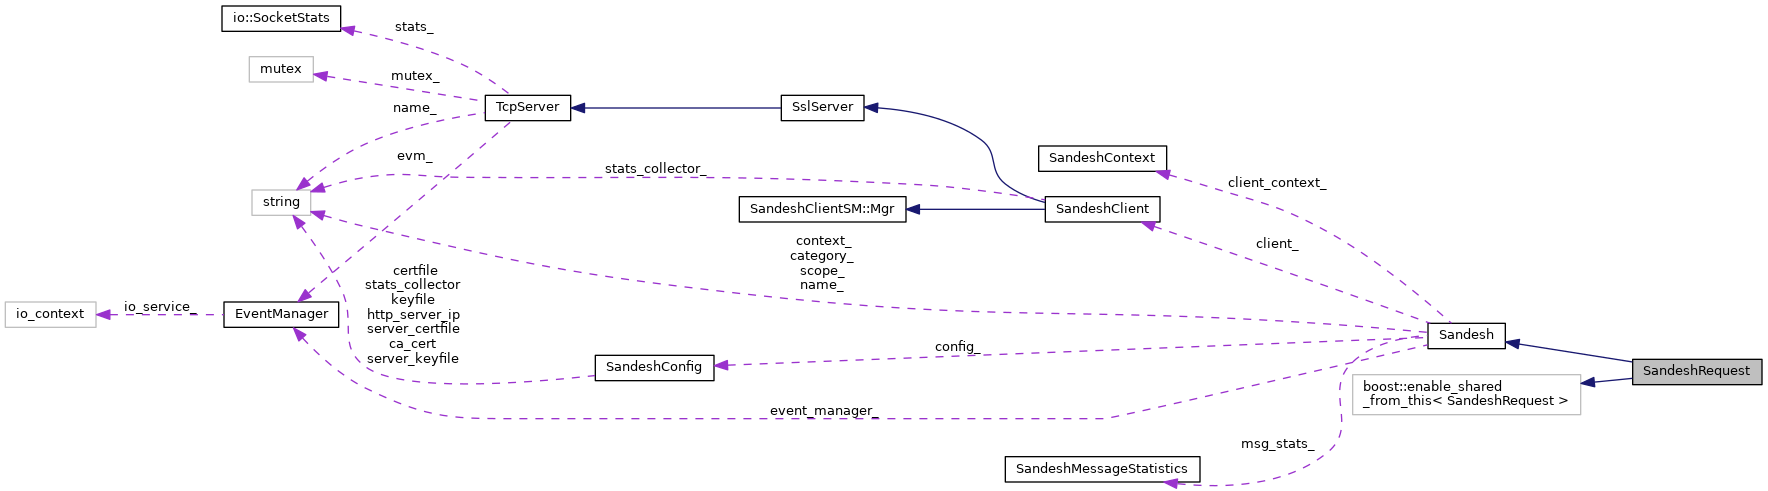 io::SocketStats
stats_
mutex
mutex_
TcpServer
SslServer
name_
evm_
SandeshContext
stats_collector_
client_context_
string
SandeshClientSM::Mgr
SandeshClient
context_
category_
scope_
name_
client_
certfile
stats_collector
keyfile
http_server_ip
server_certfile
ca_cert
server_keyfile
io_context
io_service_
EventManager
Sandesh
config_
SandeshConfig
SandeshRequest
boost::enable_shared
_from_this< SandeshRequest >
event_manager_
msg_stats_
SandeshMessageStatistics